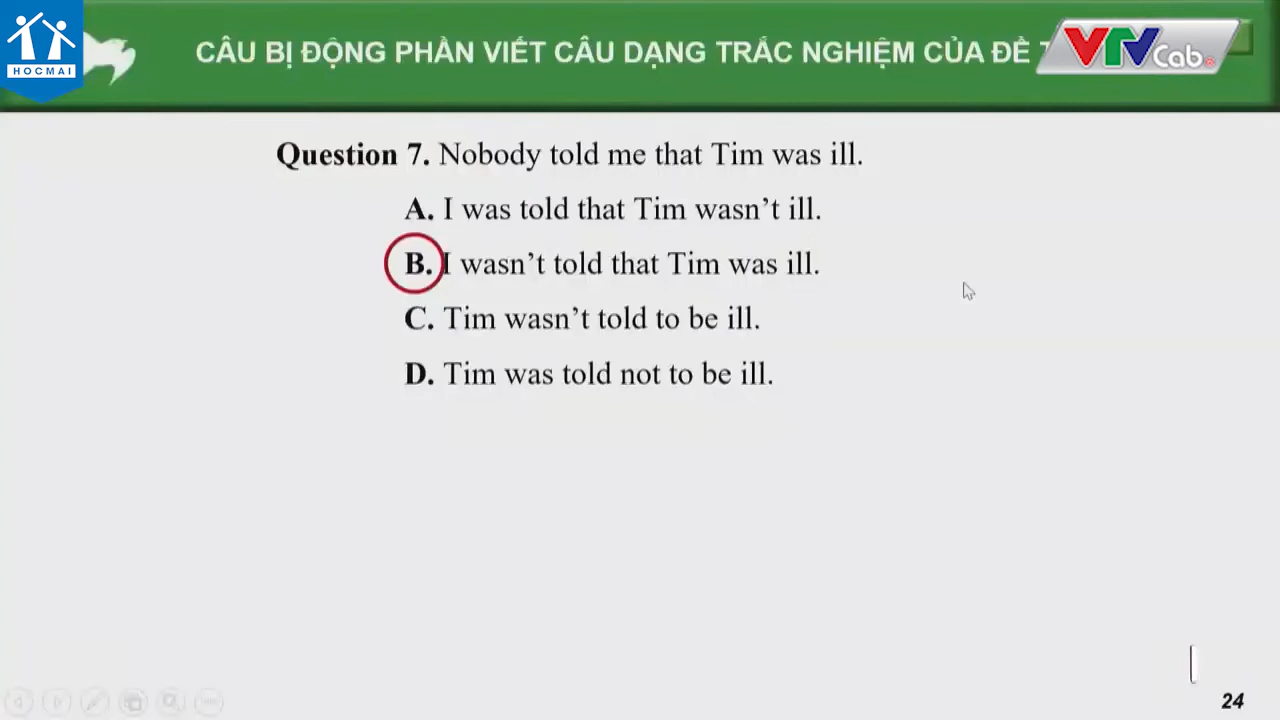 HOCMAI
CÂU BỊ ĐỘNG PHẦN VIẾT CÂU DẠNG TRẮC NGHIỆM CỦA ĐỀ
VTVCab
Question 7. Nobody told me that Tim was ill.
A. I was told that Tim wasn't ill.
B. I wasn't told that Tim was ill.
C. Tim wasn't told to be ill.
D. Tim was told not to be ill.
24